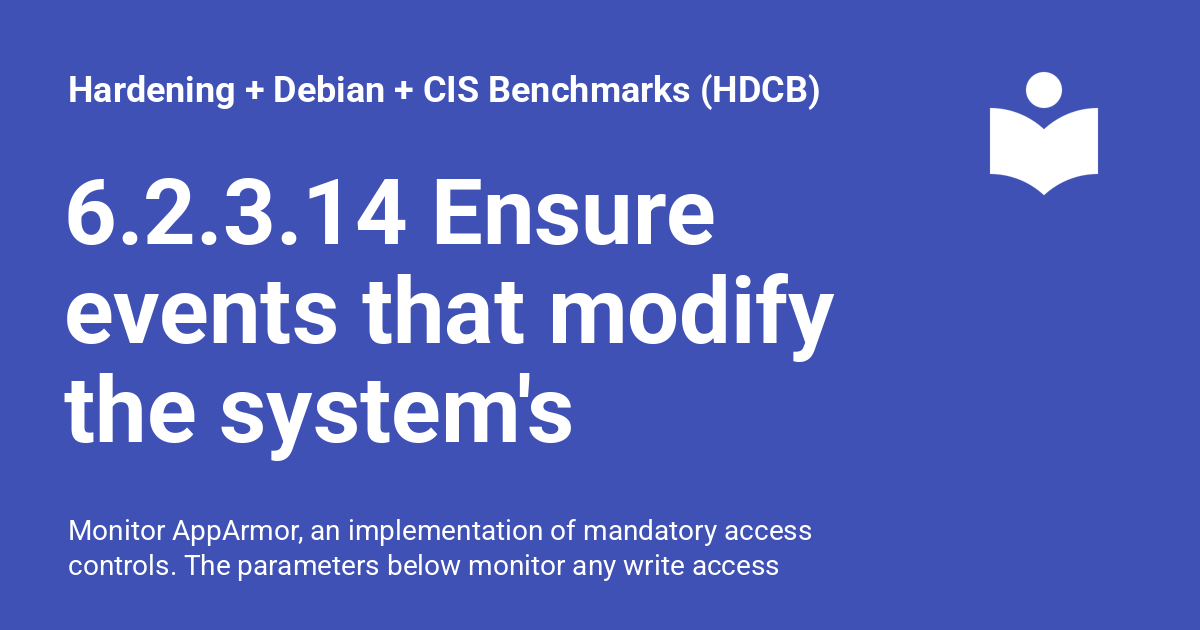 Hardening + Debian + CIS Benchmarks (HDCB)
6.2.3.14 Ensure
events that modify
the system's
Monitor AppArmor, an implementation of mandatory access
controls. The parameters below monitor any write access